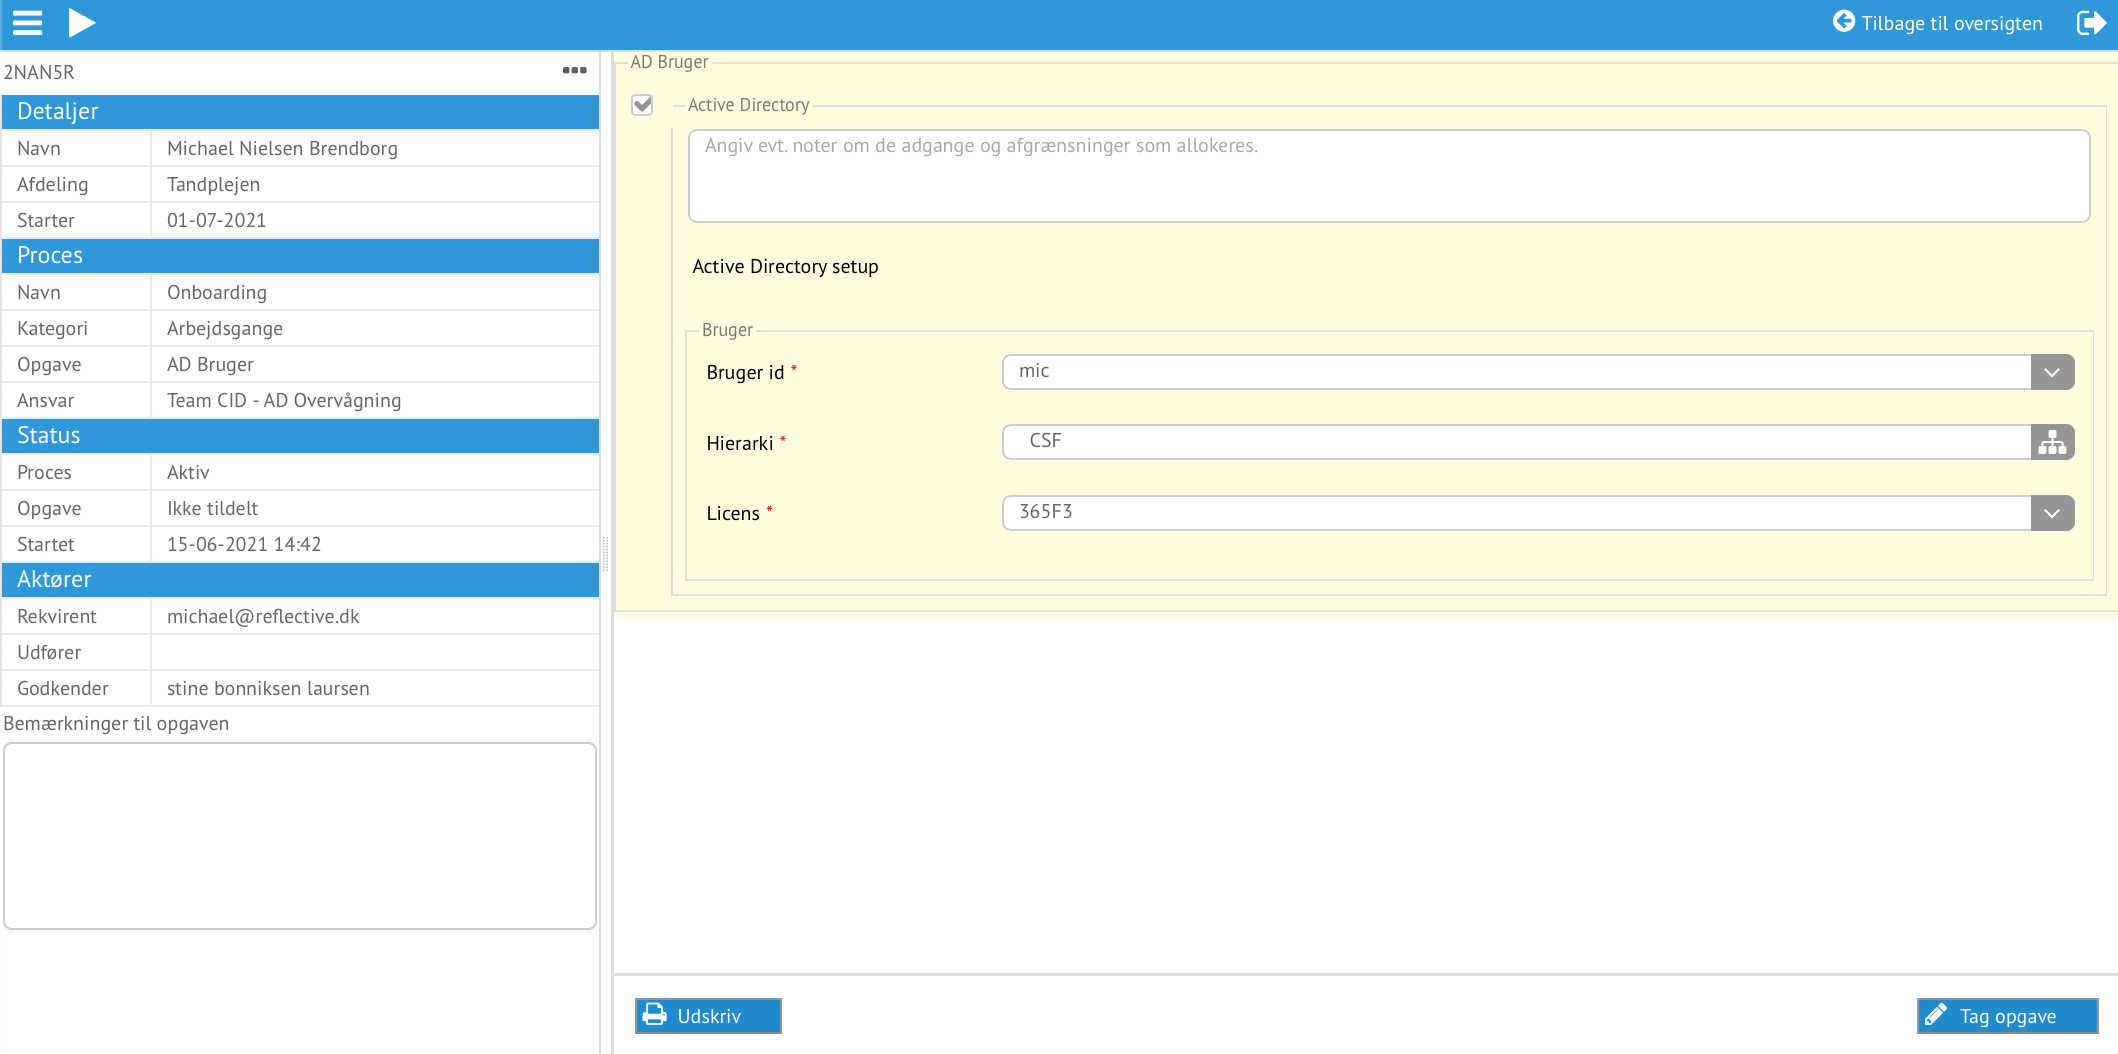 Tilbage til oversigten
2NAN5R
Detaljer
Navn Michael Nielsen Brendborg
Afdeling Tandplejen
Starter 01-07-2021
Proces
Navn Onboarding
Kategori Arbejdsgange
Opgave AD Bruger
Ansvar Team CID - AD Overvågning
Status
Proces Aktiv
Opgave Ikke tildelt
Startet 15-06-2021 14:42
Aktører
Rekvirent michael@reflective.dk
Udfører
Godkender stine bonniksen laursen
Bemærkninger til opgaven
AD Bruger
Active Directory
Angiv evt. noter om de adgange og afgrænsninger som allokeres.
Active Directory setup
Bruger
Bruger id * mic
Hierarki * CSF
Licens * 365F3
Udskriv
Tag opgave